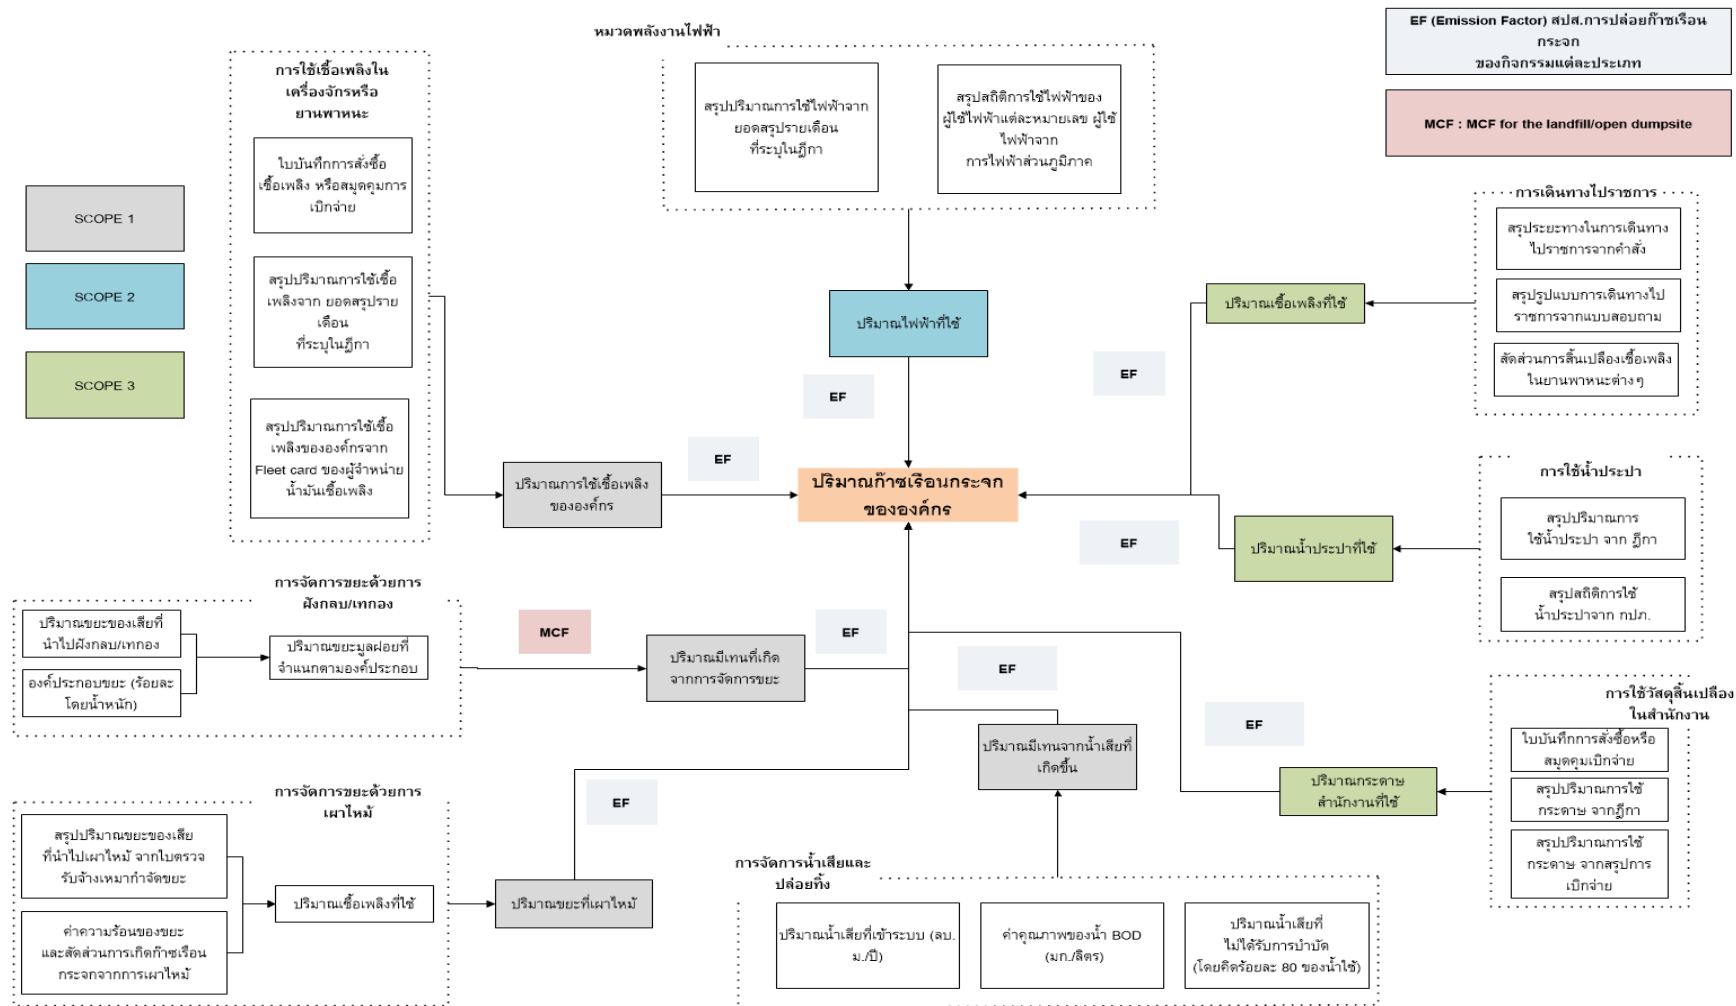 EF (Emission Factor) สปส.การปล่อยก๊าซเรือน
กระจก
ของกิจกรรมแต่ละประเภท
MCF : MCF for the landfill/open dumpsite
SCOPE 1
SCOPE 2
SCOPE 3
การใช้เชื้อเพลิงใน
เครื่องจักรหรือ
ยานพาหนะ
ใบบันทึกการสั่งซื้อ
เชื้อเพลิง หรือสมุดคุมการ
เบิกจ่าย
สรุปปริมาณการใช้เชื้อ
เพลิงจาก ยอดสรุปราย
เดือน
ที่ระบุในฎีกา
สรุปปริมาณการใช้เชื้อ
เพลิงขององค์กรจาก
Fleet card ของผู้จำหน่าย
น้ำมันเชื้อเพลิง
ปริมาณการใช้เชื้อเพลิง
ขององค์กร
EF
หมวดพลังงานไฟฟ้า
สรุปปริมาณการใช้ไฟฟ้าจาก
ยอดสรุปรายเดือน
ที่ระบุในฎีกา
สรุปสถิติการใช้ไฟฟ้าของ
ผู้ใช้ไฟฟ้าแต่ละหมายเลข ผู้ใช้
ไฟฟ้าจาก
การไฟฟ้าส่วนภูมิภาค
ปริมาณไฟฟ้าที่ใช้
EF
ปริมาณก๊าซเรือนกระจก
ขององค์กร
การเดินทางไปราชการ
สรุประยะทางในการเดินทาง
ไปราชการจากคำสั่ง
สรุปรูปแบบการเดินทางไป
ราชการจากแบบสอบถาม
สัดส่วนการสิ้นเปลืองเชื้อเพลิง
ในยานพาหนะต่างๆ
ปริมาณเชื้อเพลิงที่ใช้
EF
การใช้น้ำประปา
สรุปปริมาณการ
ใช้น้ำประปา จาก ฎีกา
สรุปสถิติการใช้
น้ำประปาจาก กปภ.
ปริมาณน้ำประปาที่ใช้
EF
การจัดการขยะด้วยการ
ฝังกลบ/เทกอง
ปริมาณขยะของเสียที่
นำไปฝังกลบ/เทกอง
องค์ประกอบขยะ (ร้อยละ
โดยน้ำหนัก)
ปริมาณขยะมูลฝอยที่
จำแนกตามองค์ประกอบ
MCF
ปริมาณมีเทนที่เกิด
จากการจัดการขยะ
EF
EF
ปริมาณมีเทนจากน้ำเสียที่
เกิดขึ้น
การใช้วัสดุสิ้นเปลือง
ในสำนักงาน
ใบบันทึกการสั่งซื้อหรือ
สมุดคุมเบิกจ่าย
สรุปปริมาณการใช้
กระดาษ จากฎีกา
สรุปปริมาณการใช้
กระดาษ จากสรุปการ
เบิกจ่าย
ปริมาณกระดาษ
สำนักงานที่ใช้
EF
การจัดการขยะด้วยการ
เผาไหม้
สรุปปริมาณขยะของเสีย
ที่นำไปเผาไหม้ จากใบตรวจ
รับจ้างเหมากำจัดขยะ
ค่าความร้อนของขยะ
และสัดส่วนการเกิดก๊าซเรือน
กระจกจากการเผาไหม้
ปริมาณเชื้อเพลิงที่ใช้
ปริมาณขยะที่เผาไหม้
EF
การจัดการน้ำเสียและ
ปล่อยทิ้ง
ปริมาณน้ำเสียที่เข้าระบบ (ลบ.
ม./ปี)
ค่าคุณภาพของน้ำ BOD
(มก./ลิตร)
ปริมาณน้ำเสียที่
ไม่ได้รับการบำบัด
(โดยคิดร้อยละ 80 ของน้ำใช้)